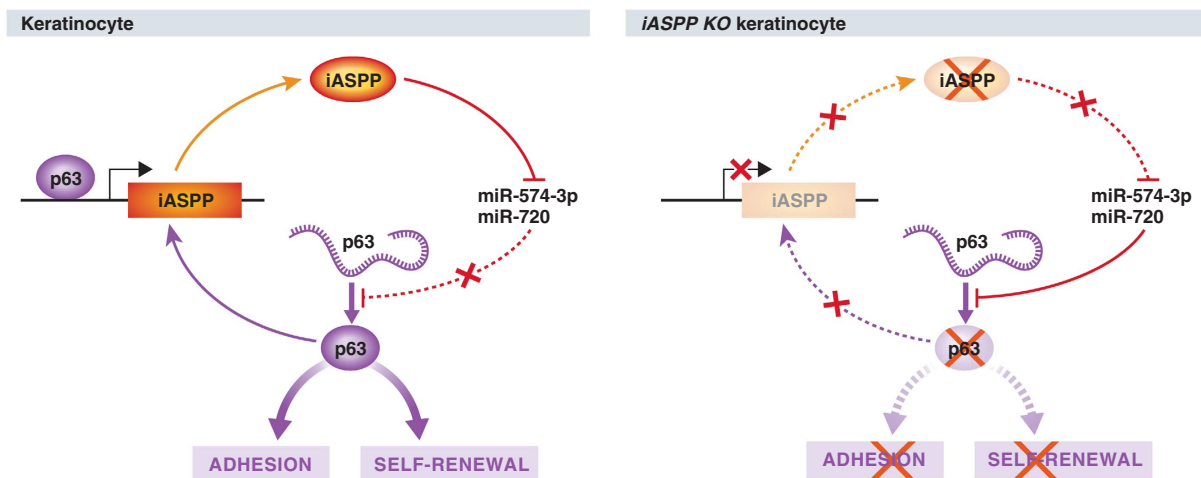 Keratinocyte
iASPP
p63
iASPP
miR-574-3p
miR-720
p63
p63
ADHESION
SELF-RENEWAL
iASPP KO keratinocyte
iASPP
iASPP
miR-574-3p
miR-720
p63
p63
ADHESION
SELF-RENEWAL